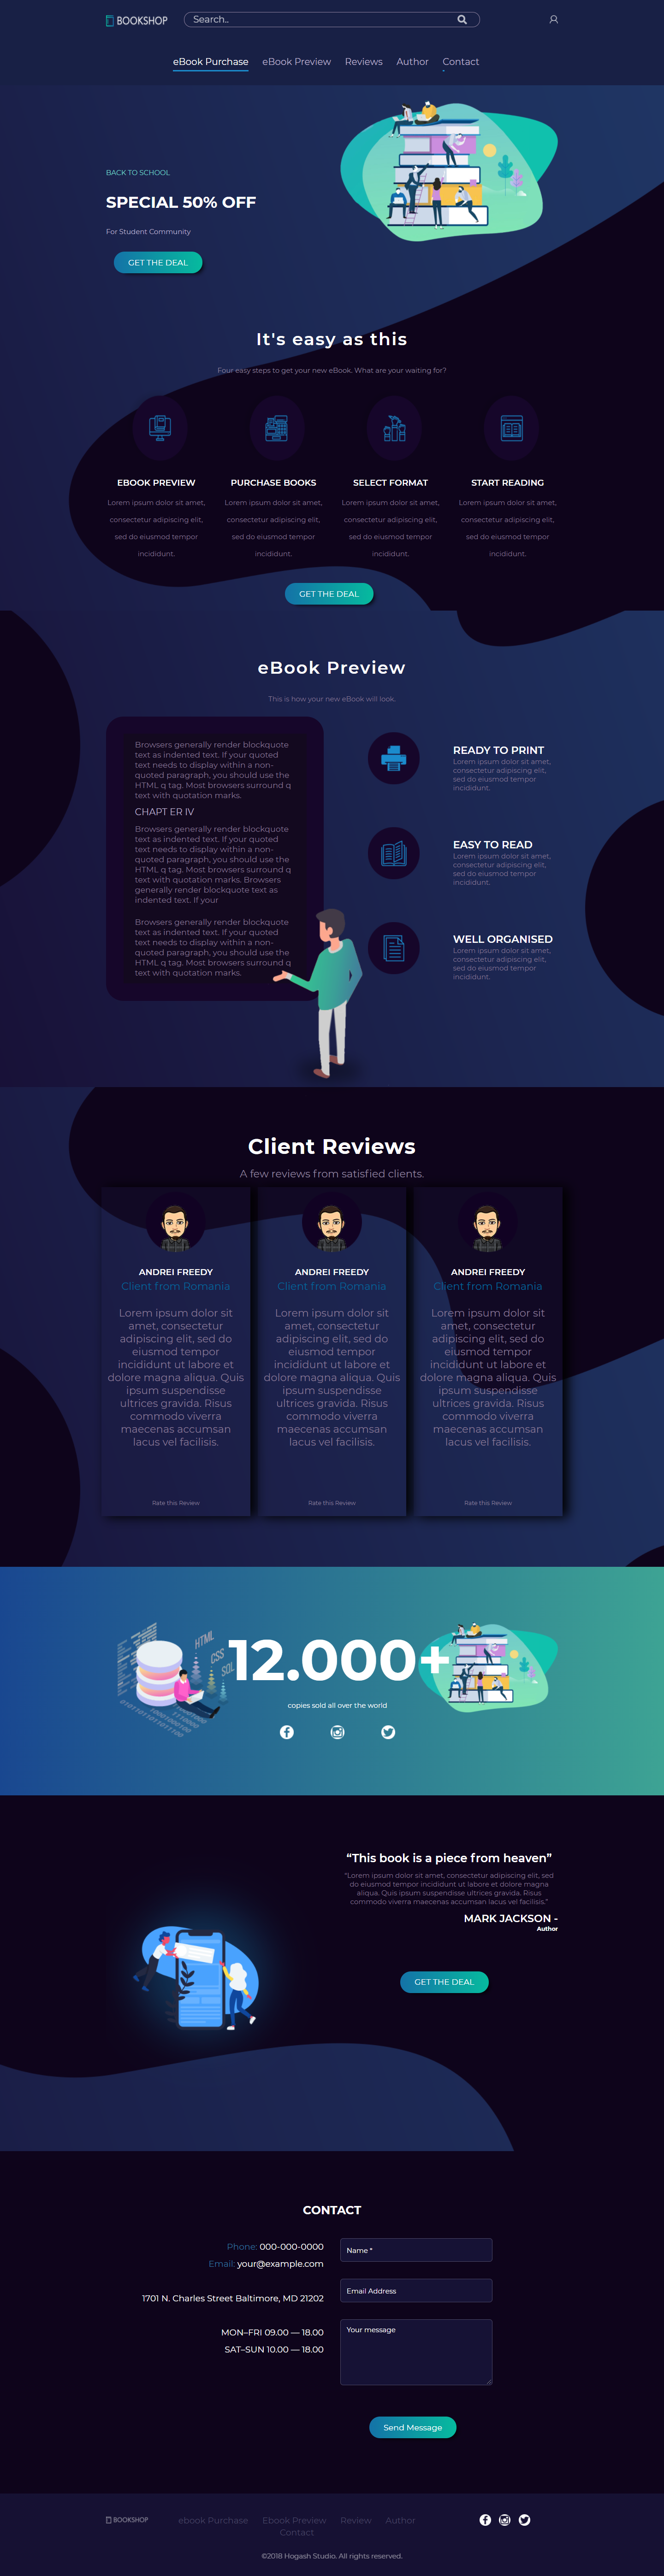 BOOKSHOP
Search..
eBook Purchase eBook Preview Reviews Author Contact
BACK TO SCHOOL
SPECIAL 50% OFF
For Student Community
GET THE DEAL
It's easy as this
Four easy steps to get your new eBook. What are your waiting for?
EBOOK PREVIEW
Lorem ipsum dolor sit amet,
consectetur adipiscing elit,
sed do eiusmod tempor
incididunt.
PURCHASE BOOKS
Lorem ipsum dolor sit amet,
consectetur adipiscing elit,
sed do eiusmod tempor
incididunt.
SELECT FORMAT
Lorem ipsum dolor sit amet,
consectetur adipiscing elit,
sed do eiusmod tempor
incididunt.
START READING
Lorem ipsum dolor sit amet,
consectetur adipiscing elit,
sed do eiusmod tempor
incididunt.
GET THE DEAL
eBook Preview
This is how your new eBook will look.
Browsers generally render blockquote
text as indented text. If your quoted
text needs to display within a non-
quoted paragraph, you should use the
HTML q tag. Most browsers surround q
text with quotation marks.
CHAPT ER IV
Browsers generally render blockquote
text as indented text. If your quoted
text needs to display within a non-
quoted paragraph, you should use the
HTML q tag. Most browsers surround q
text with quotation marks. Browsers
generally render blockquote text as
indented text. If your
Browsers generally render blockquote
text as indented text. If your quoted
text needs to display within a non-
quoted paragraph, you should use the
HTML q tag. Most browsers surround q
text with quotation marks.
READY TO PRINT
Lorem ipsum dolor sit amet,
consectetur adipiscing elit,
sed do eiusmod tempor
incididunt.
EASY TO READ
Lorem ipsum dolor sit amet,
consectetur adipiscing elit,
sed do eiusmod tempor
incididunt.
WELL ORGANISED
Lorem ipsum dolor sit amet,
consectetur adipiscing elit,
sed do eiusmod tempor
incididunt.
Client Reviews
A few reviews from satisfied clients.
ANDREI FREEDY
Client from Romania
Lorem ipsum dolor sit
amet, consectetur
adipiscing elit, sed do
eiusmod tempor
incididunt ut labore et
dolore magna aliqua. Quis
ipsum suspendisse
ultrices gravida. Risus
commodo viverra
maecenas accumsan
lacus vel facilisis.
Rate this Review
ANDREI FREEDY
Client from Romania
Lorem ipsum dolor sit
amet, consectetur
adipiscing elit, sed do
eiusmod tempor
incididunt ut labore et
dolore magna aliqua. Quis
ipsum suspendisse
ultrices gravida. Risus
commodo viverra
maecenas accumsan
lacus vel facilisis.
Rate this Review
ANDREI FREEDY
Client from Romania
Lorem ipsum dolor sit
amet, consectetur
adipiscing elit, sed do
eiusmod tempor
incididunt ut labore et
dolore magna aliqua. Quis
ipsum suspendisse
ultrices gravida. Risus
commodo viverra
maecenas accumsan
lacus vel facilisis.
Rate this Review
HTML
CSS
SQL
12.000+
copies sold all over the world
“This book is a piece from heaven”
“Lorem ipsum dolor sit amet, consectetur adipiscing elit, sed
do eiusmod tempor incididunt ut labore et dolore magna
aliqua. Quis ipsum suspendisse ultrices gravida. Risus
commodo viverra maecenas accumsan lacus vel facilisis.”
MARK JACKSON -
Author
GET THE DEAL
CONTACT
Phone: 000-000-0000
Email: your@example.com
1701 N. Charles Street Baltimore, MD 21202
MON–FRI 09.00 — 18.00
SAT–SUN 10.00 — 18.00
Name *
Email Address
Your message
Send Message
BOOKSHOP
ebook Purchase Ebook Preview Review Author
Contact
©2018 Hogash Studio. All rights reserved.